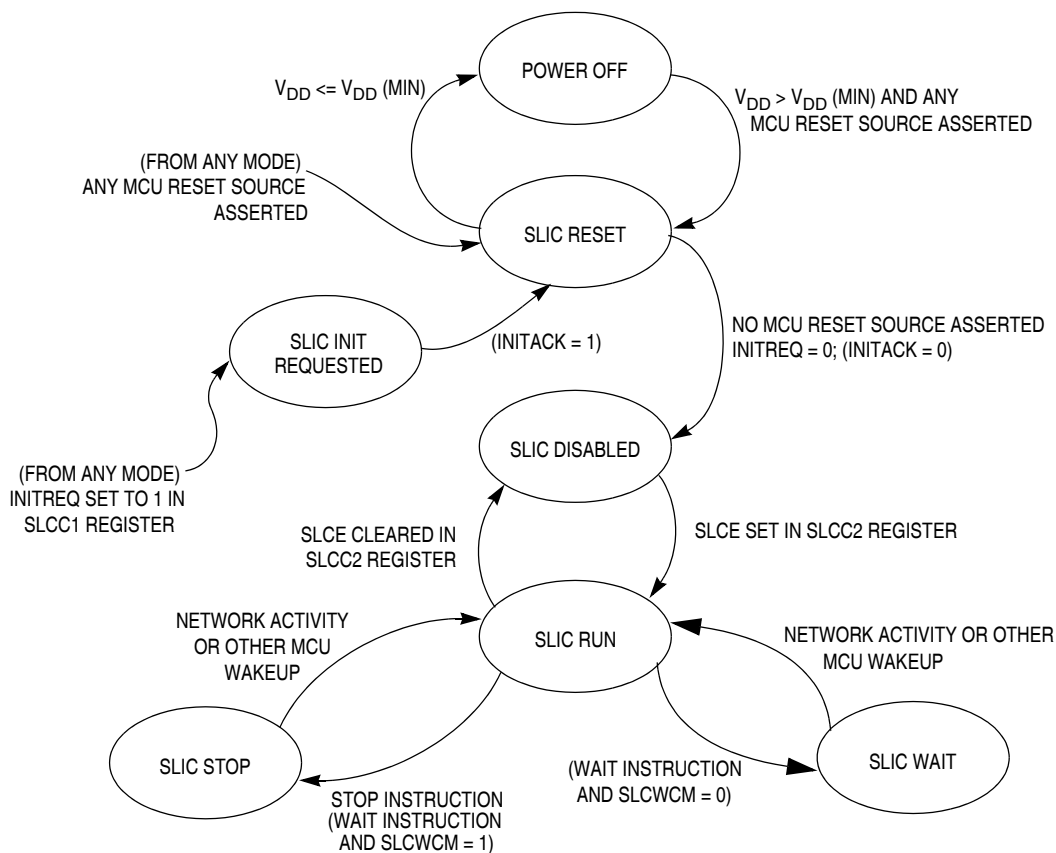 POWER OFF
VDD <= VDD (MIN)
VDD > VDD (MIN) AND ANY
MCU RESET SOURCE ASSERTED
(FROM ANY MODE)
ANY MCU RESET SOURCE
ASSERTED
SLIC RESET
SLIC INIT
REQUESTED
(INITACK = 1)
NO MCU RESET SOURCE ASSERTED
INITREQ = 0; (INITACK = 0)
SLIC DISABLED
(FROM ANY MODE)
INITREQ SET TO 1 IN
SLCC1 REGISTER
SLCE CLEARED IN
SLCC2 REGISTER
SLCE SET IN SLCC2 REGISTER
NETWORK ACTIVITY
OR OTHER MCU
WAKEUP
SLIC RUN
NETWORK ACTIVITY OR OTHER
MCU WAKEUP
SLIC STOP
SLIC WAIT
STOP INSTRUCTION
(WAIT INSTRUCTION
AND SLCWCM = 1)
(WAIT INSTRUCTION
AND SLCWCM = 0)